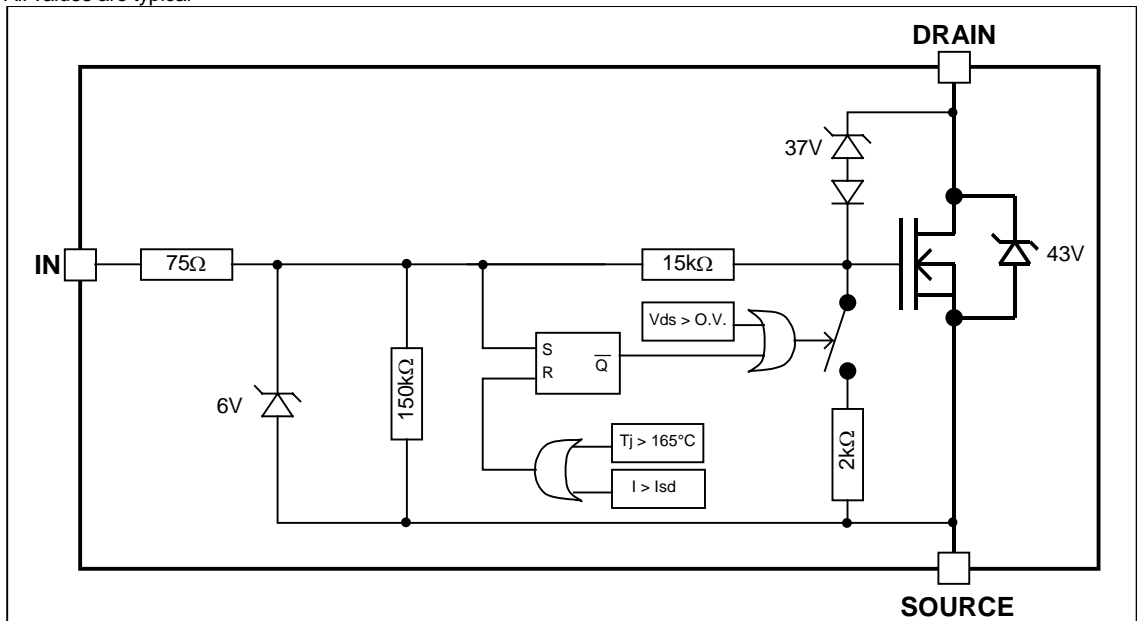 All values are typical
DRAIN
37V
43V
IN
75Ω
15kΩ
Vds > O.V.
S
R
Q̅
150kΩ
6V
Tj > 165°C
I > Isd
2kΩ
SOURCE